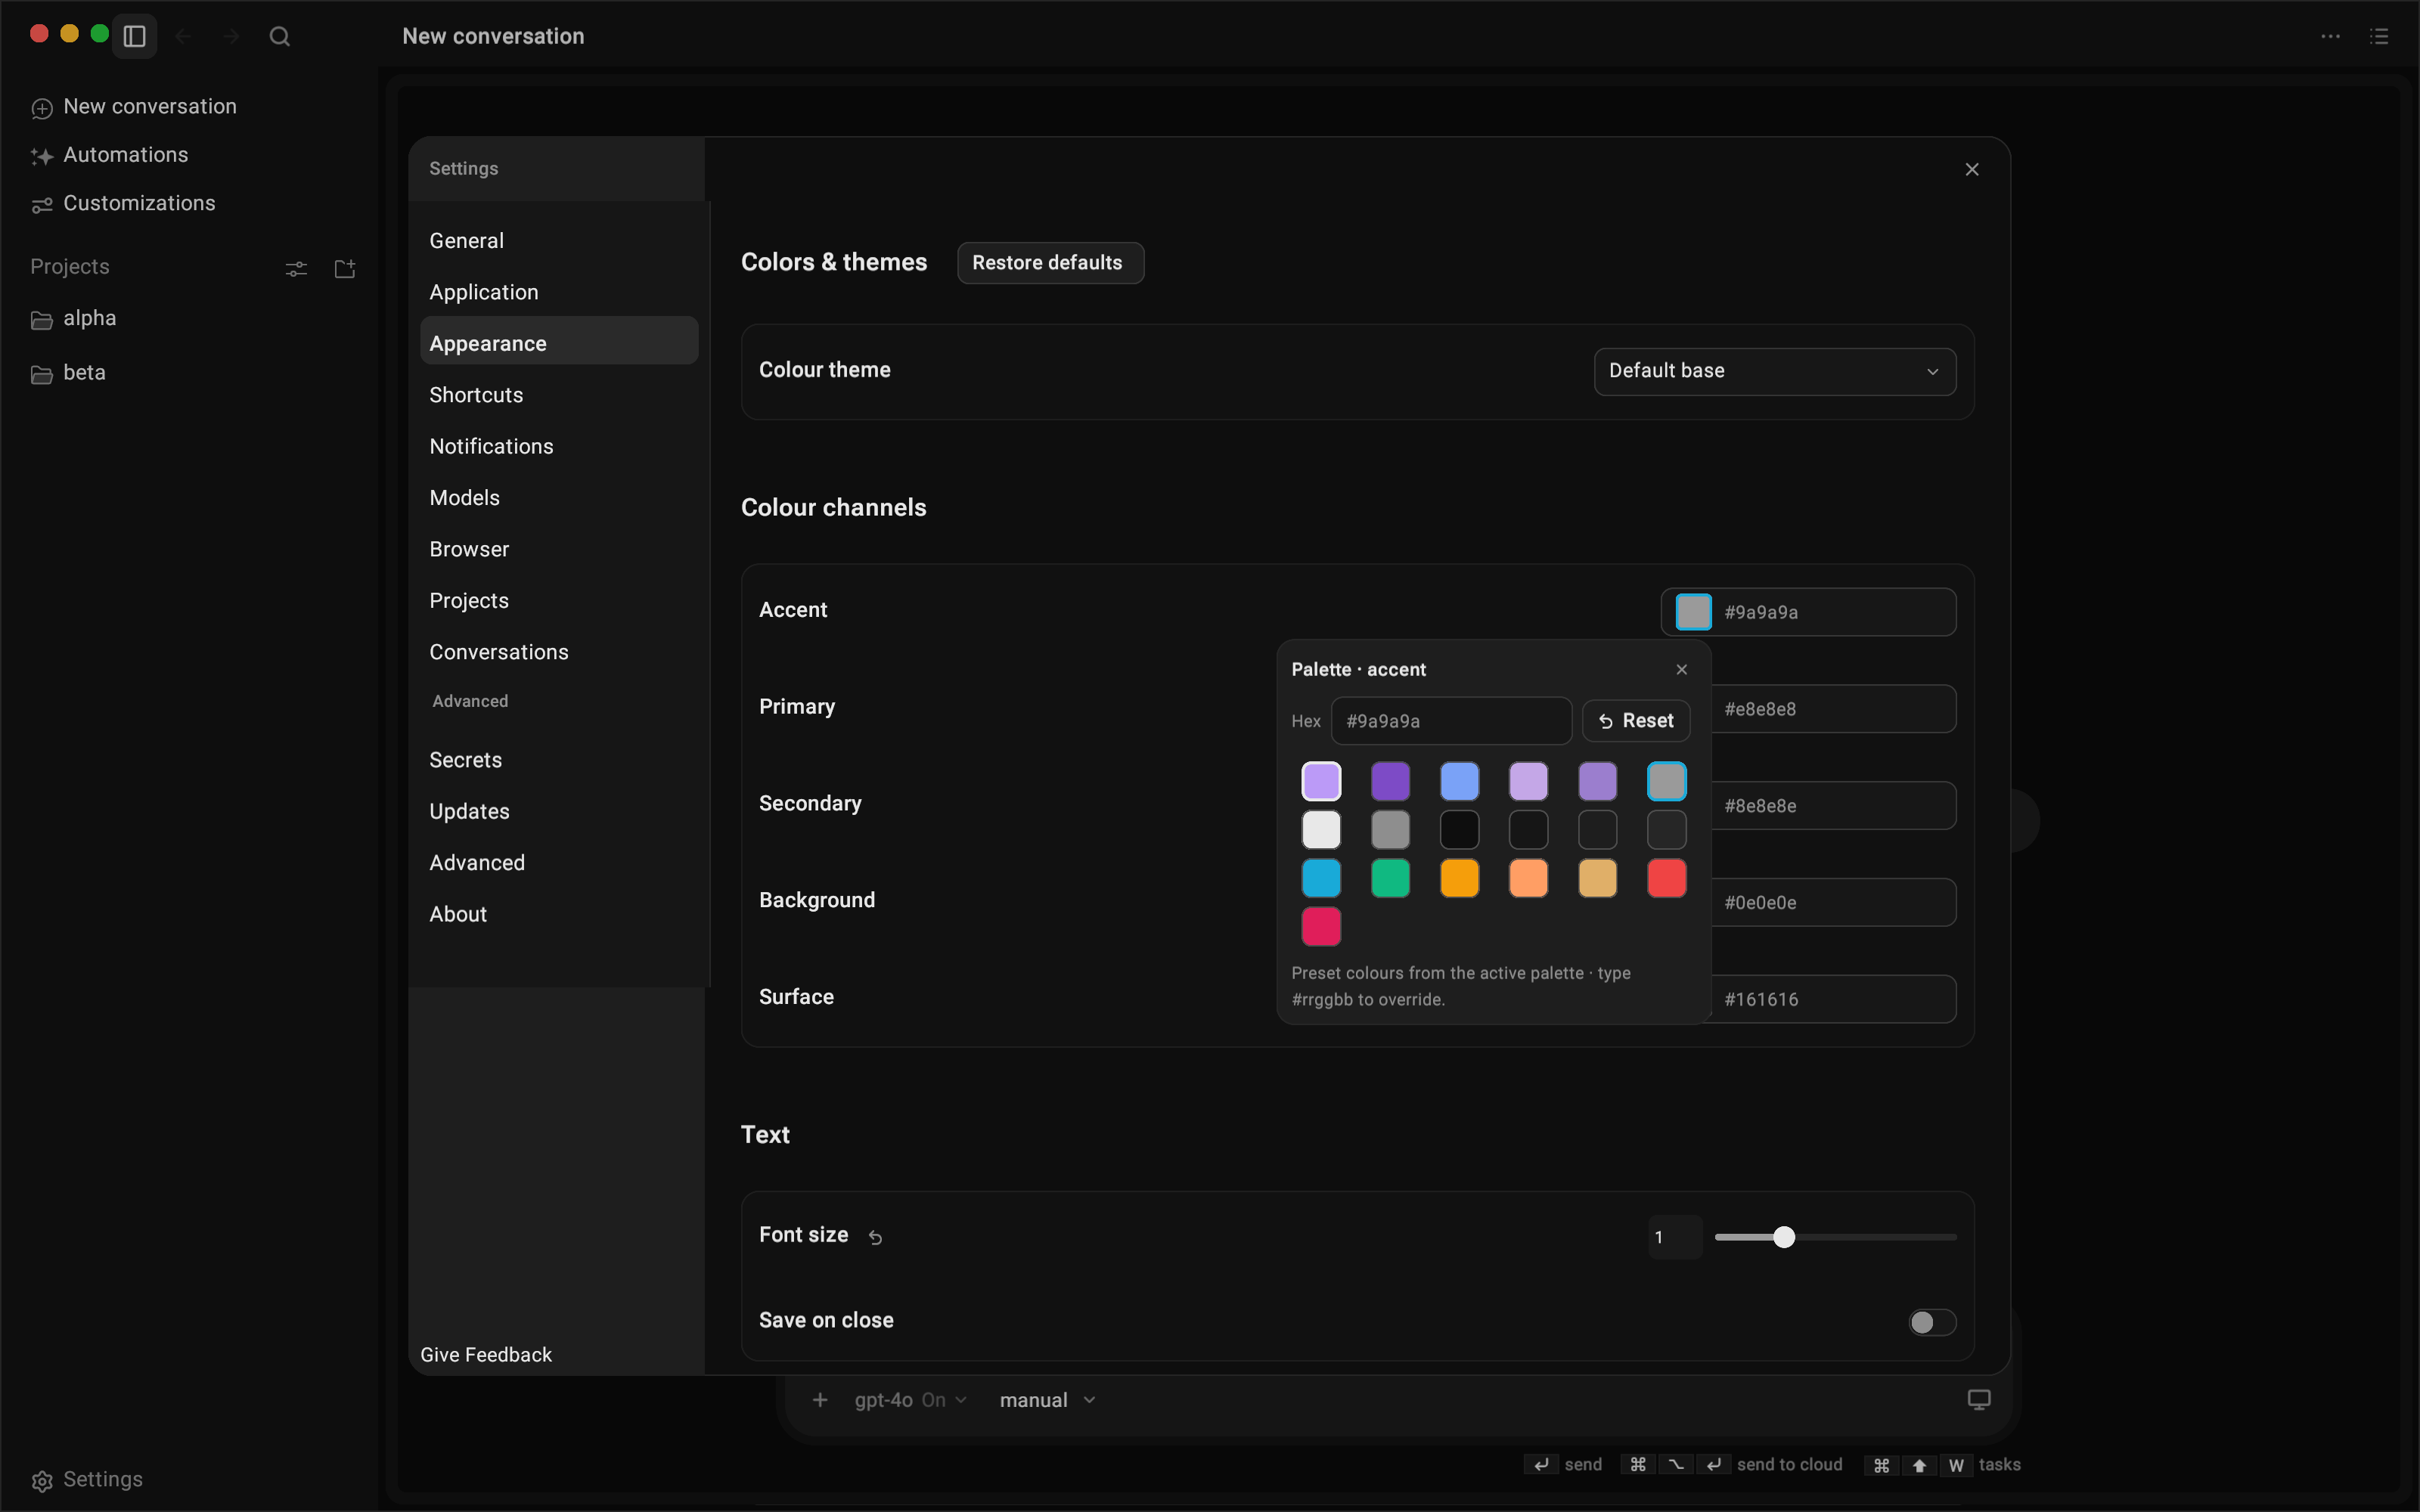 New conversation
New conversation
Automations
Customizations
Projects
alpha
beta
Settings
Settings
General
Application
Appearance
Shortcuts
Notifications
Models
Browser
Projects
Conversations
Advanced
Secrets
Updates
Advanced
About
Give Feedback
Colors & themes
Restore defaults
Colour theme
Default base
Colour channels
Accent
#9a9a9a
Primary
#e8e8e8
Secondary
#8e8e8e
Background
#0e0e0e
Surface
#161616
Palette · accent
Hex
#9a9a9a
Reset
Preset colours from the active palette · type
#rrggbb to override.
Text
Font size
1
Save on close
gpt-4o On
manual
send
⌘ ⌥ send to cloud
⌘ W tasks